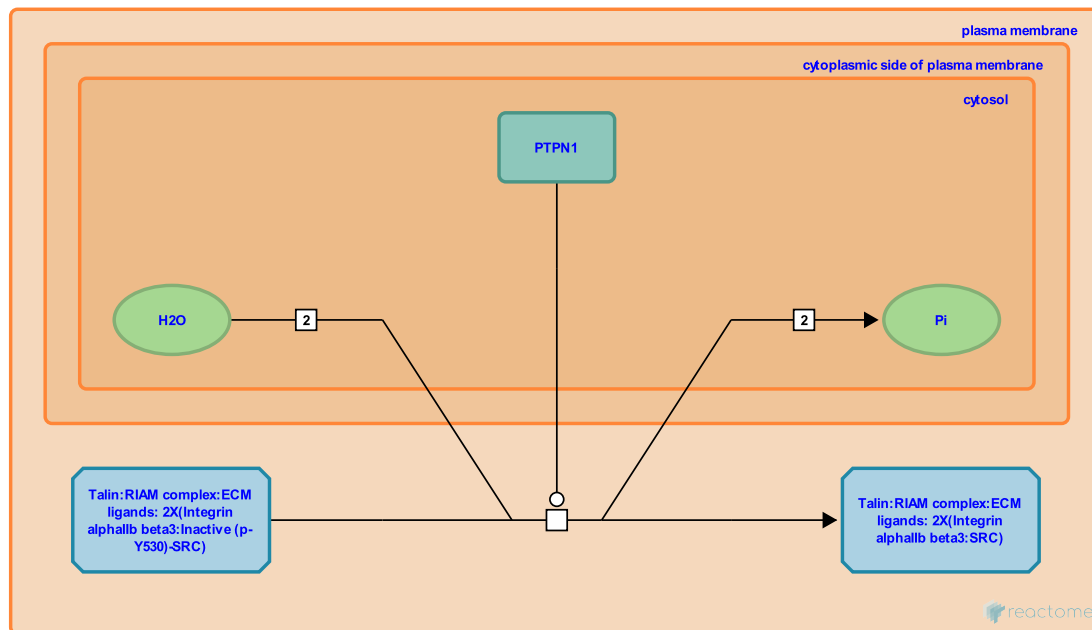 plasma membrane
cytoplasmic side of plasma membrane
cytosol
PTPN1
H2O
2
2
Pi
Talin:RIAM complex:ECM
ligands: 2X(Integrin
alphaIIb beta3:Inactive (p-
Y530)-SRC)
Talin:RIAM complex:ECM
ligands: 2X(Integrin
alphaIIb beta3:SRC)
reactome